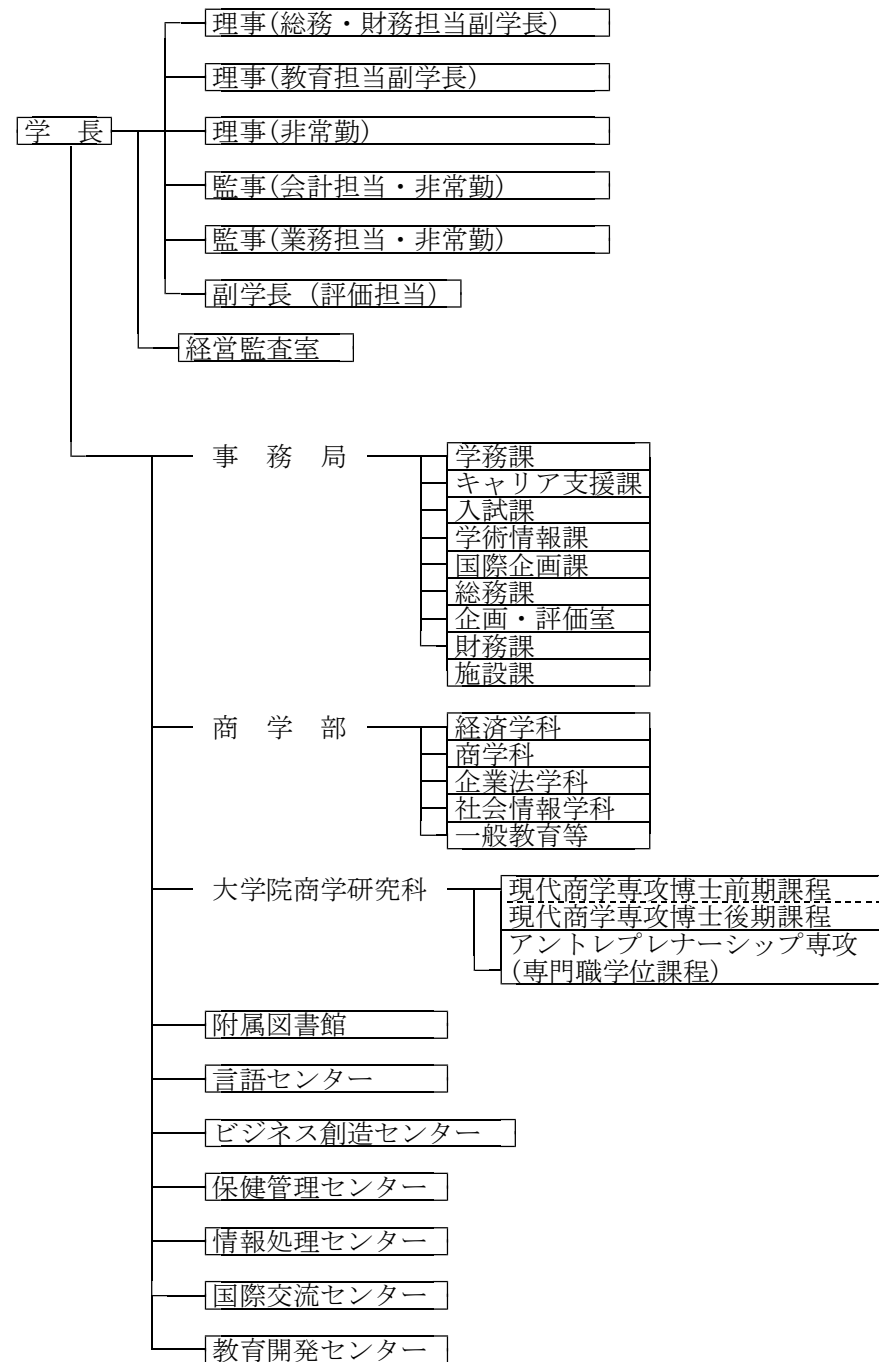 理事(総務・財務担当副学長)
理事(教育担当副学長)
学　長
理事(非常勤)
監事(会計担当・非常勤)
監事(業務担当・非常勤)
副学長（評価担当）
経営監査室
事　務　局
学務課
キャリア支援課
入試課
学術情報課
国際企画課
総務課
企画・評価室
財務課
施設課
商　学　部
経済学科
商学科
企業法学科
社会情報学科
一般教育等
大学院商学研究科
現代商学専攻博士前期課程
現代商学専攻博士後期課程
アントレプレナーシップ専攻
(専門職学位課程)
附属図書館
言語センター
ビジネス創造センター
保健管理センター
情報処理センター
国際交流センター
教育開発センター